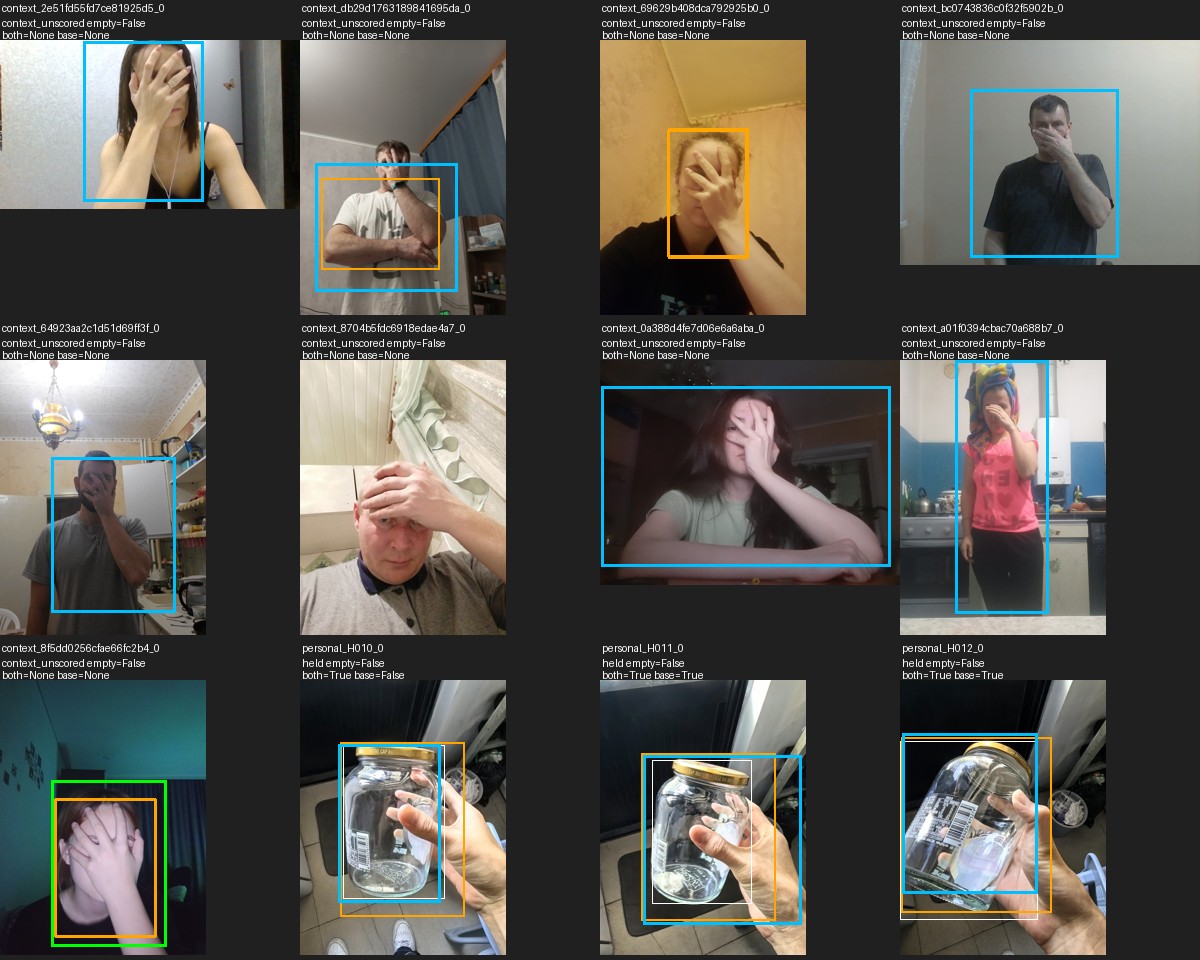 context_2e51fd55fd7ce81925d5_0
context_unscored empty=False
both=None base=None
context_db29d1763189841695da_0
context_unscored empty=False
both=None base=None
context_69629b408dca792925b0_0
context_unscored empty=False
both=None base=None
context_bc0743836c0f32f5902b_0
context_unscored empty=False
both=None base=None
context_64923aa2c1d51d69ff3f_0
context_unscored empty=False
both=None base=None
context_8704b5fdc6918edae4a7_0
context_unscored empty=False
both=None base=None
context_0a388d4fe7d06e6a6aba_0
context_unscored empty=False
both=None base=None
context_a01f0394cbac70a688b7_0
context_unscored empty=False
both=None base=None
context_8f5dd0256cfae66fc2b4_0
context_unscored empty=False
both=None base=None
personal_H010_0
held empty=False
both=True base=False
personal_H011_0
held empty=False
both=True base=True
personal_H012_0
held empty=False
both=True base=True